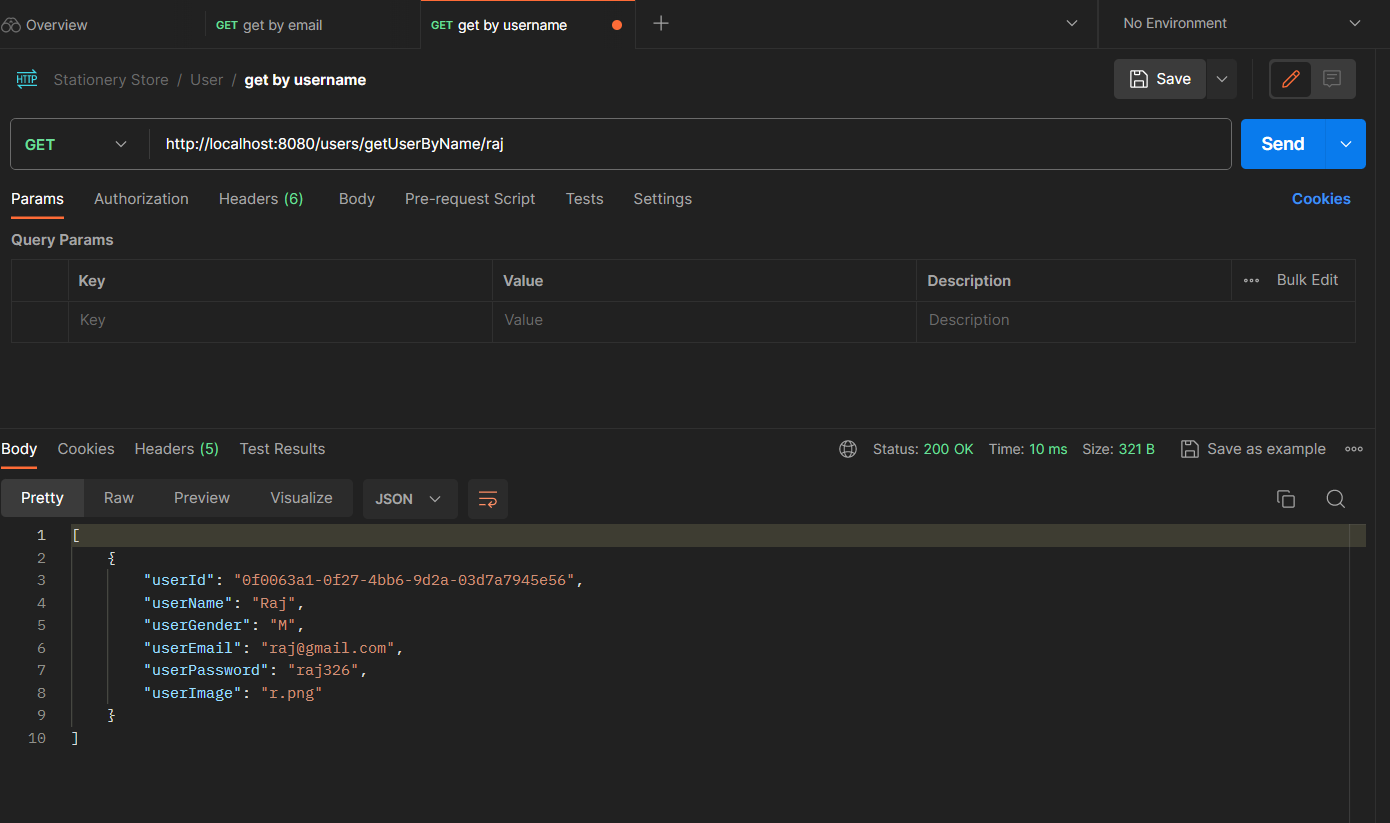 Overview GET get by email GET get by username No Environment
HTTP Stationery Store / User / get by username Save
GET http://localhost:8080/users/getUserByName/raj Send
Params Authorization Headers (6) Body Pre-request Script Tests Settings Cookies
Query Params
Key Value Description Bulk Edit
Key Value Description
Body Cookies Headers (5) Test Results Status: 200 OK Time: 10 ms Size: 321 B Save as example
Pretty Raw Preview Visualize JSON
1 [
2 {
3 "userId": "0f0063a1-0f27-4bb6-9d2a-03d7a7945e56",
4 "userName": "Raj",
5 "userGender": "M",
6 "userEmail": "raj@gmail.com",
7 "userPassword": "raj326",
8 "userImage": "r.png"
9 }
10 ]